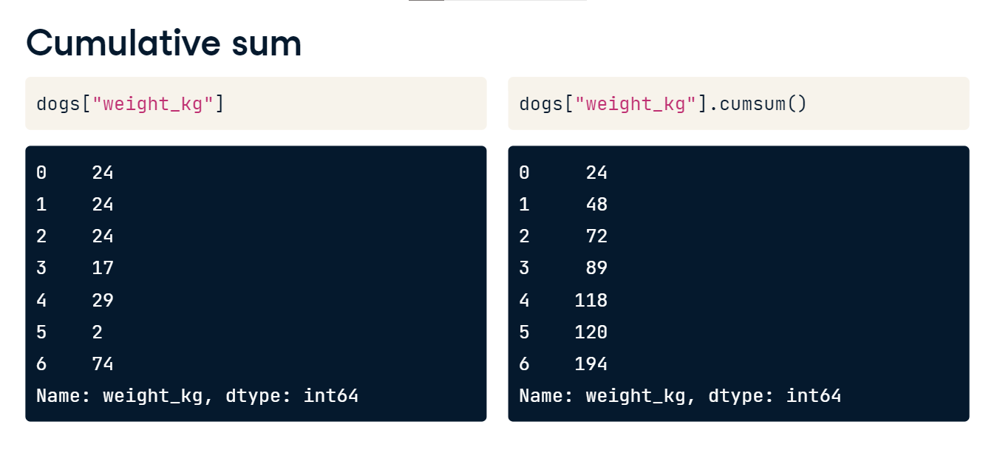 Cumulative sum
dogs["weight_kg"]
0    24
1    24
2    24
3    17
4    29
5    2
6    74
Name: weight_kg, dtype: int64
dogs["weight_kg"].cumsum()
0     24
1     48
2     72
3     89
4    118
5    120
6    194
Name: weight_kg, dtype: int64